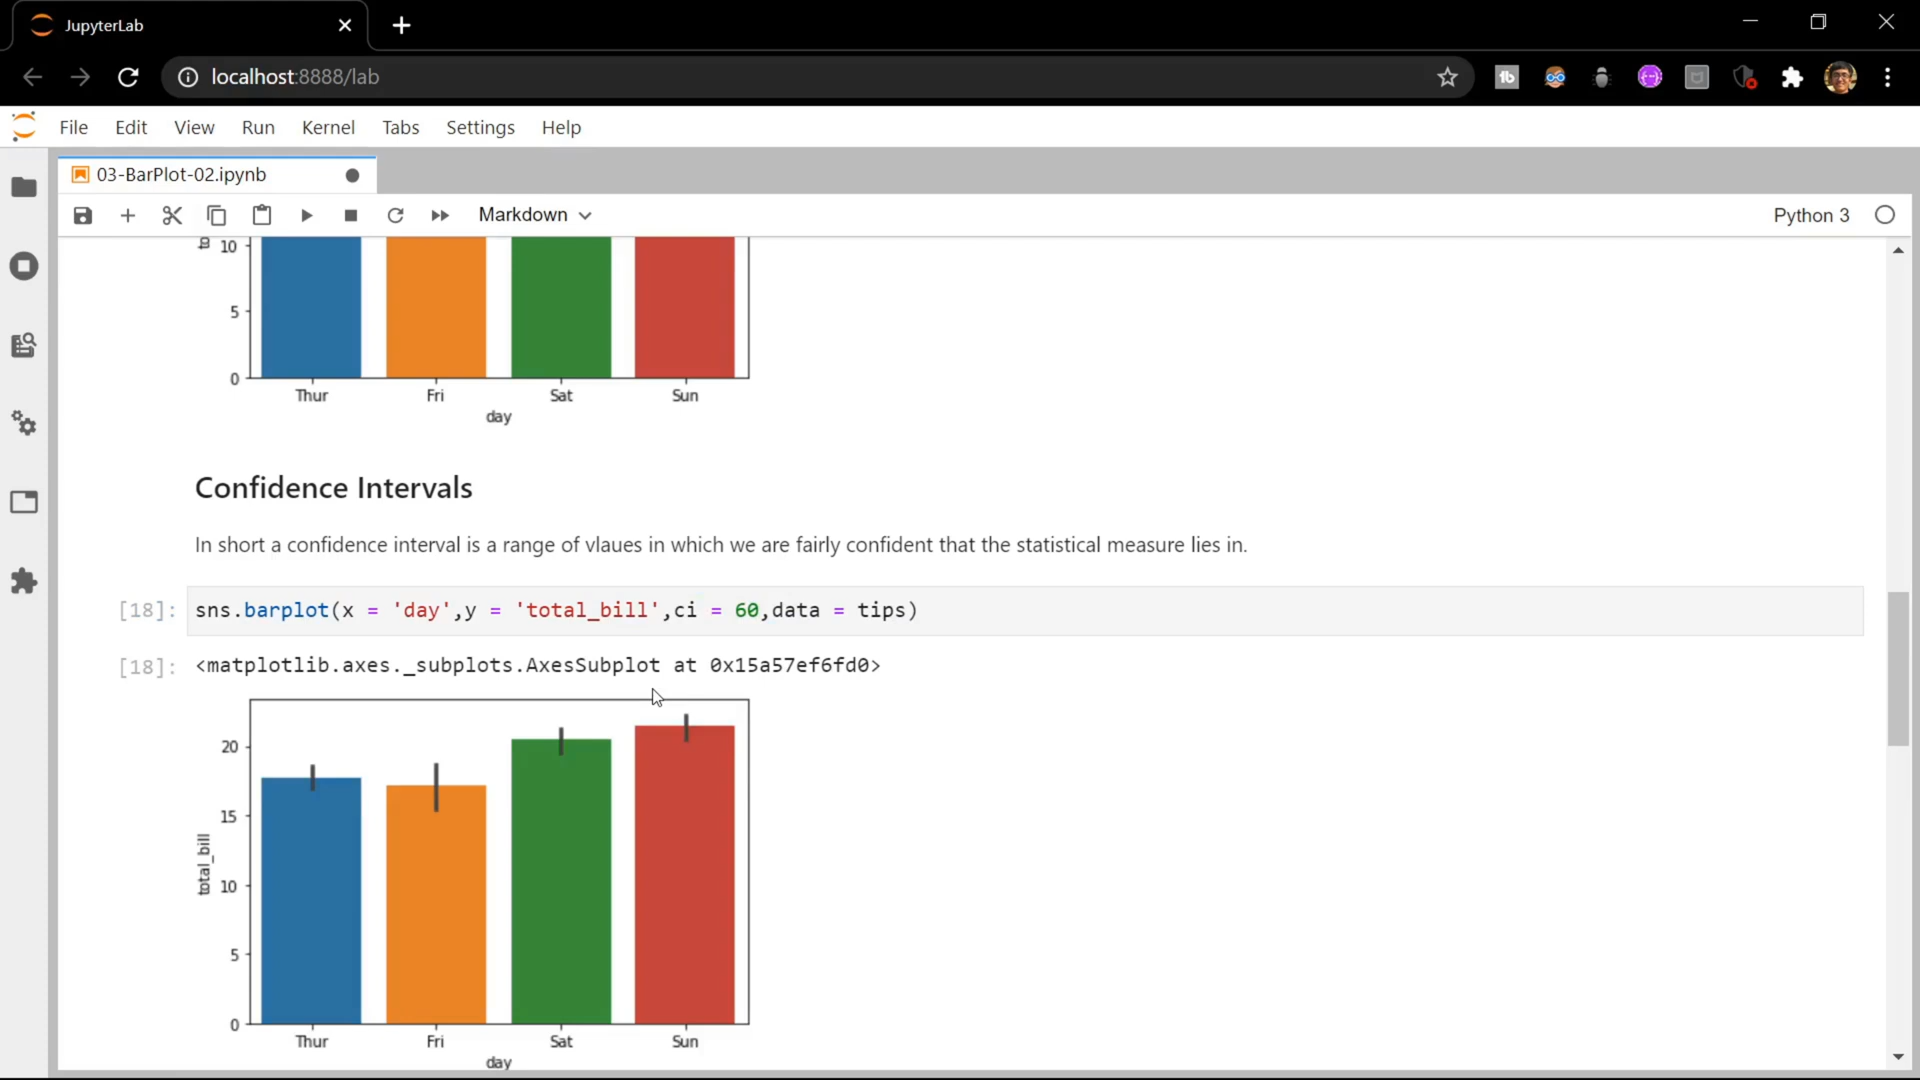 JupyterLab
localhost:8888/lab
tb
File Edit View Run Kernel Tabs Settings Help
03-BarPlot-02.ipynb
Markdown
Python 3
10
5
0
Thur Fri Sat Sun
day
Confidence Intervals
In short a confidence interval is a range of vlaues in which we are fairly confident that the statistical measure lies in.
[18]: sns.barplot(x = 'day',y = 'total_bill',ci = 60,data = tips)
[18]: <matplotlib.axes._subplots.AxesSubplot at 0x15a57ef6fd0>
20
15
total_bill
10
5
0
Thur Fri Sat Sun
day